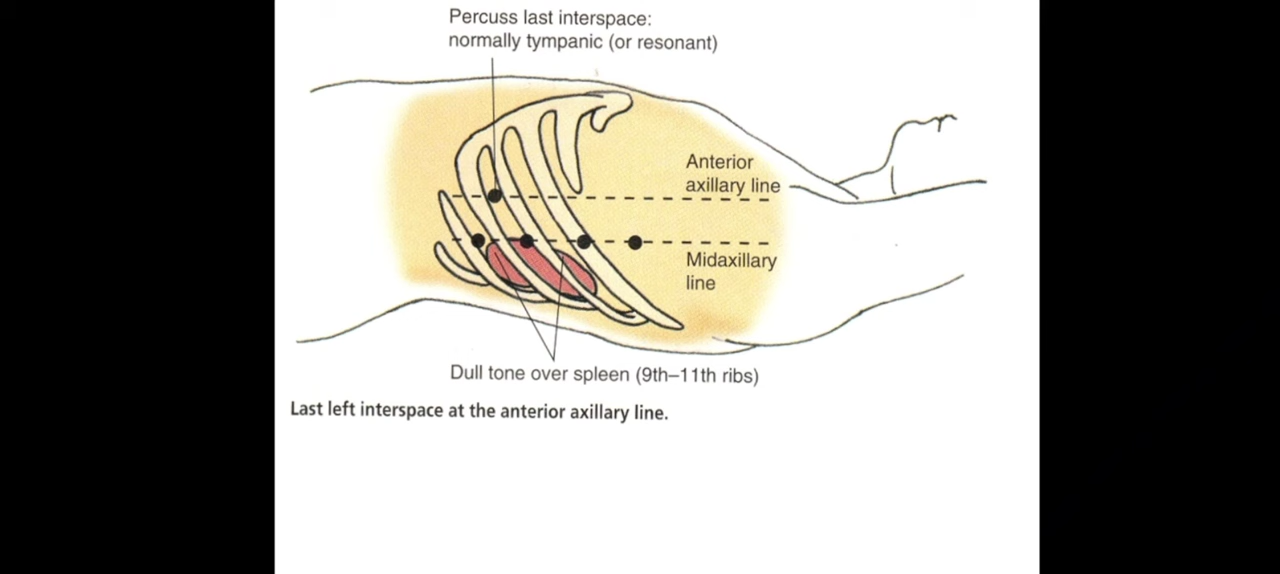 Percuss last interspace:
normally tympanic (or resonant)
Anterior
axillary line
Midaxillary
line
Dull tone over spleen (9th–11th ribs)
Last left interspace at the anterior axillary line.